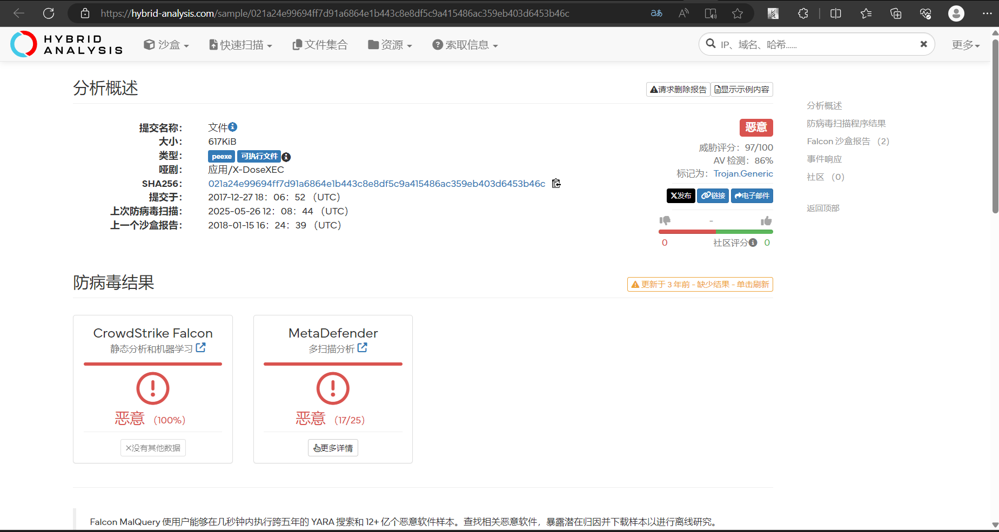 https://hybrid-analysis.com/sample/021a24e99694ff7d91a6864e1b443c8e8df5c9a415486ac359eb403d6453b46c
HYBRID ANALYSIS
沙盒
快速扫描
文件集合
资源
索取信息
IP、域名、哈希......
更多
分析概述
请求删除报告
显示示例内容
提交名称： 文件
大小： 617KiB
类型： peexe 可执行文件
哑剧： 应用/X-DoseXEC
SHA256： 021a24e99694ff7d91a6864e1b443c8e8df5c9a415486ac359eb403d6453b46c
提交于： 2017-12-27 18：06：52 （UTC）
上次防病毒扫描： 2025-05-26 12：08：44 （UTC）
上一个沙盒报告： 2018-01-15 16：24：39 （UTC）
恶意
威胁评分：97/100
AV 检测：86%
标记为：Trojan.Generic
X发布
链接
电子邮件
-
0 社区评分 0
分析概述
防病毒扫描程序结果
Falcon 沙盒报告 （2）
事件响应
社区 （0）
返回顶部
防病毒结果
更新于 3 年前 - 缺少结果 - 单击刷新
CrowdStrike Falcon
静态分析和机器学习
恶意 （100%）
没有其他数据
MetaDefender
多扫描分析
恶意 （17/25）
更多详情
Falcon MalQuery 使用户能够在几秒钟内执行跨五年的 YARA 搜索和 12+ 亿个恶意软件样本。查找相关恶意软件，暴露潜在归因并下载样本以进行离线研究。